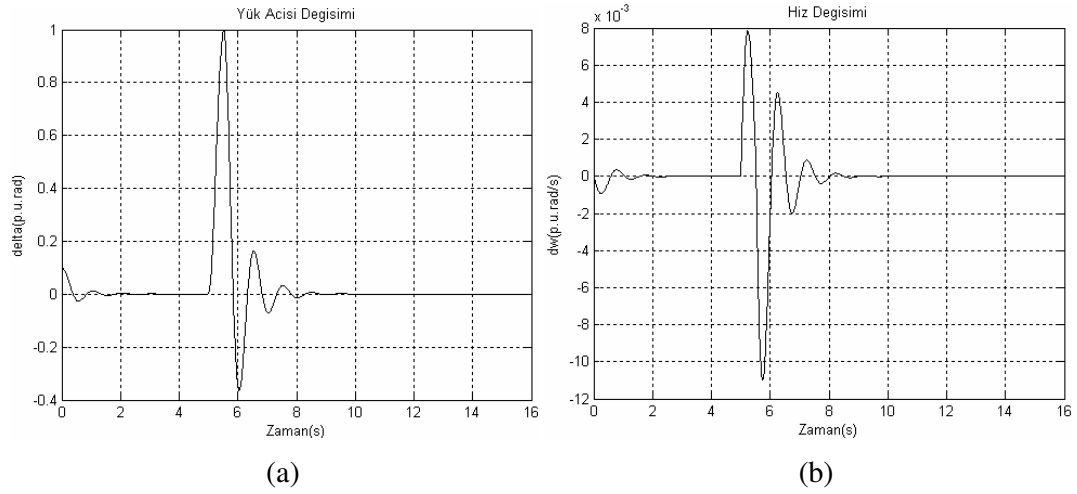 Yük Acisi Degisimi
delta(p.u.rad)
1
0.8
0.6
0.4
0.2
0
-0.2
-0.4
0 2 4 6 8 10 12 14 16
Zaman(s)
(a)
x 10^-3
Hiz Degisimi
dw(p.u.rad/s)
8
6
4
2
0
-2
-4
-6
-8
-10
-12
0 2 4 6 8 10 12 14 16
Zaman(s)
(b)